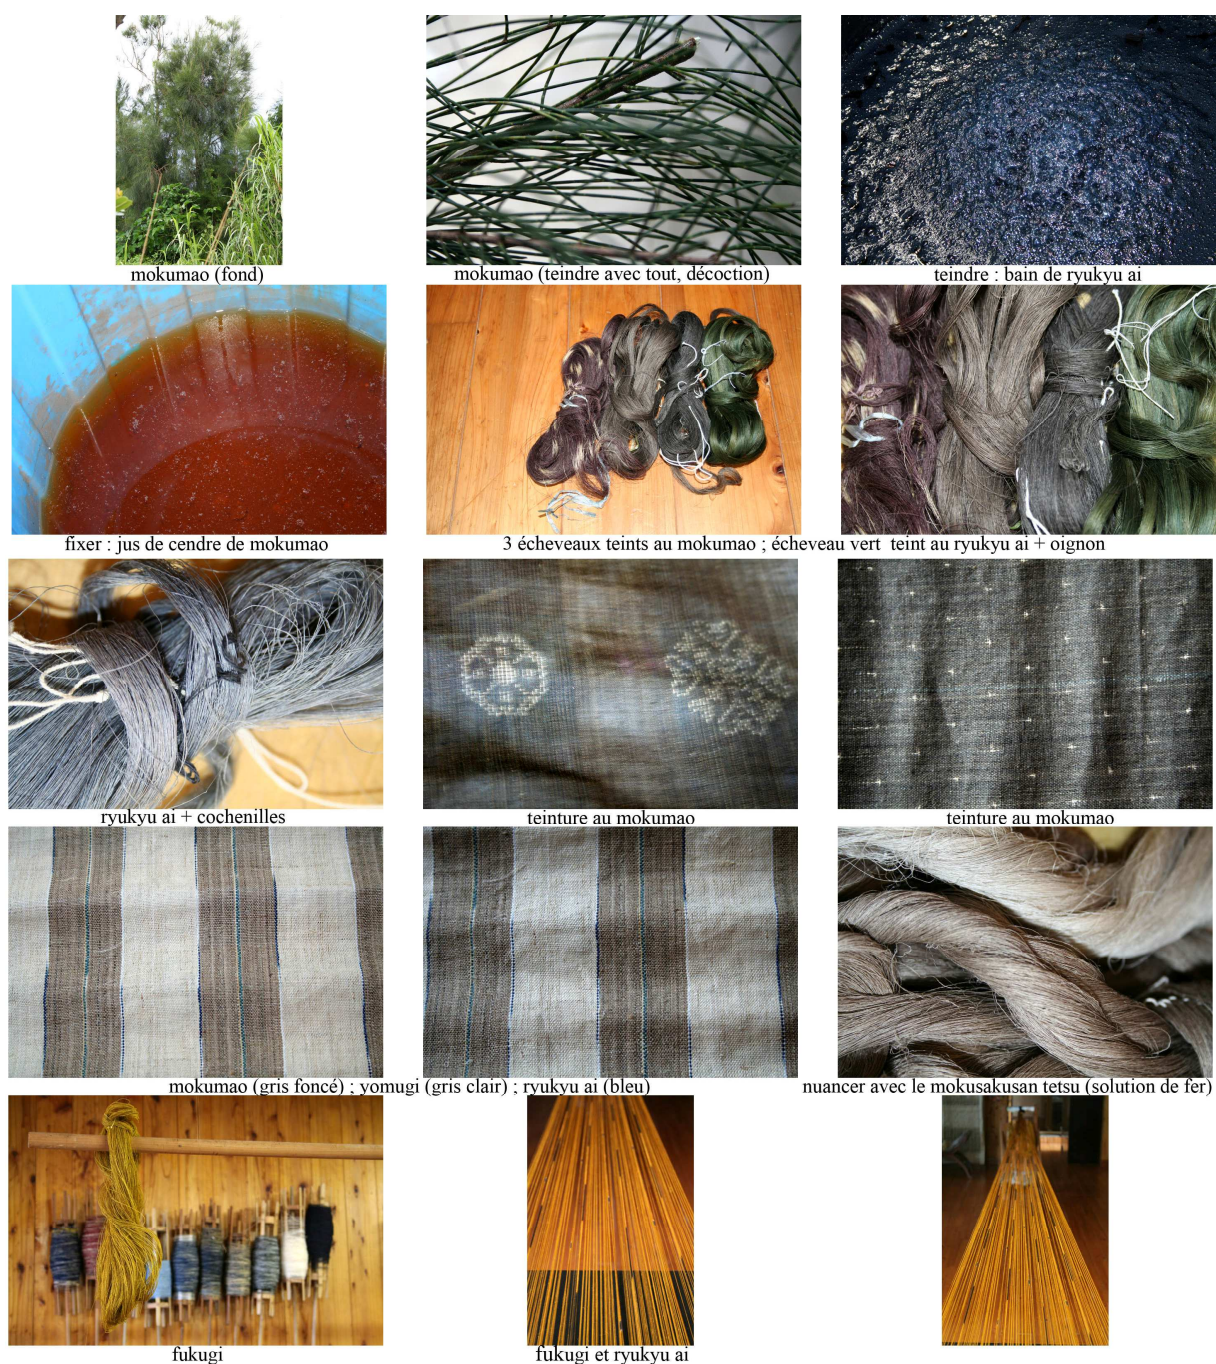 mokumao (fond)
mokumao (teindre avec tout, décoction)
teindre : bain de ryukyu ai
fixer : jus de cendre de mokumao
3 écheveaux teints au mokumao ; écheveau vert teint au ryukyu ai + oignon
ryukyu ai + cochenilles
teinture au mokumao
teinture au mokumao
mokumao (gris foncé) ; yomugi (gris clair) ; ryukyu ai (bleu)
nuancer avec le mokusakusan tetsu (solution de fer)
fukugi
fukugi et ryukyu ai